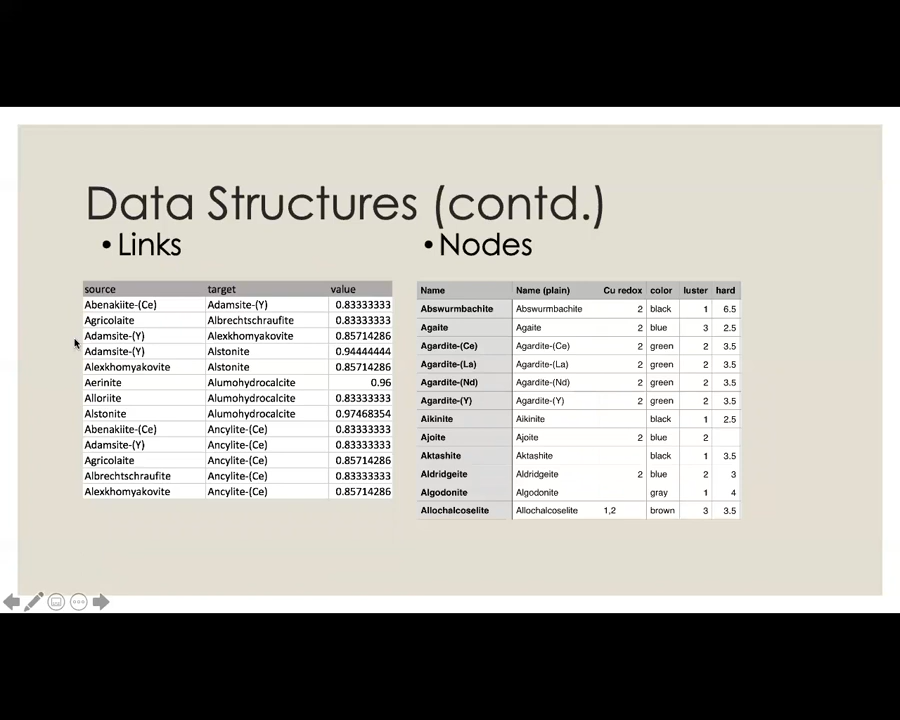 Data Structures (contd.)
• Links
source target value
Abenakiite-(Ce) Adamsite-(Y) 0.83333333
Agricolaite Albrechtschraufite 0.83333333
Adamsite-(Y) Alexkhomyakovite 0.85714286
Adamsite-(Y) Alstonite 0.94444444
Alexkhomyakovite Alstonite 0.85714286
Aerinite Alumohydrocalcite 0.96
Alloriite Alumohydrocalcite 0.83333333
Alstonite Alumohydrocalcite 0.97468354
Abenakiite-(Ce) Ancylite-(Ce) 0.83333333
Adamsite-(Y) Ancylite-(Ce) 0.83333333
Agricolaite Ancylite-(Ce) 0.85714286
Albrechtschraufite Ancylite-(Ce) 0.83333333
Alexkhomyakovite Ancylite-(Ce) 0.85714286
• Nodes
Name Name (plain) Cu redox color luster hard
Abswurmbachite Abswurmbachite 2 black 1 6.5
Agaite Agaite 2 blue 3 2.5
Agardite-(Ce) Agardite-(Ce) 2 green 2 3.5
Agardite-(La) Agardite-(La) 2 green 2 3.5
Agardite-(Nd) Agardite-(Nd) 2 green 2 3.5
Agardite-(Y) Agardite-(Y) 2 green 2 3.5
Aikinite Aikinite black 1 2.5
Ajoite Ajoite 2 blue 2
Aktashite Aktashite black 1 3.5
Aldridgeite Aldridgeite 2 blue 2 3
Algodonite Algodonite gray 1 4
Allochalcoselite Allochalcoselite 1,2 brown 3 3.5